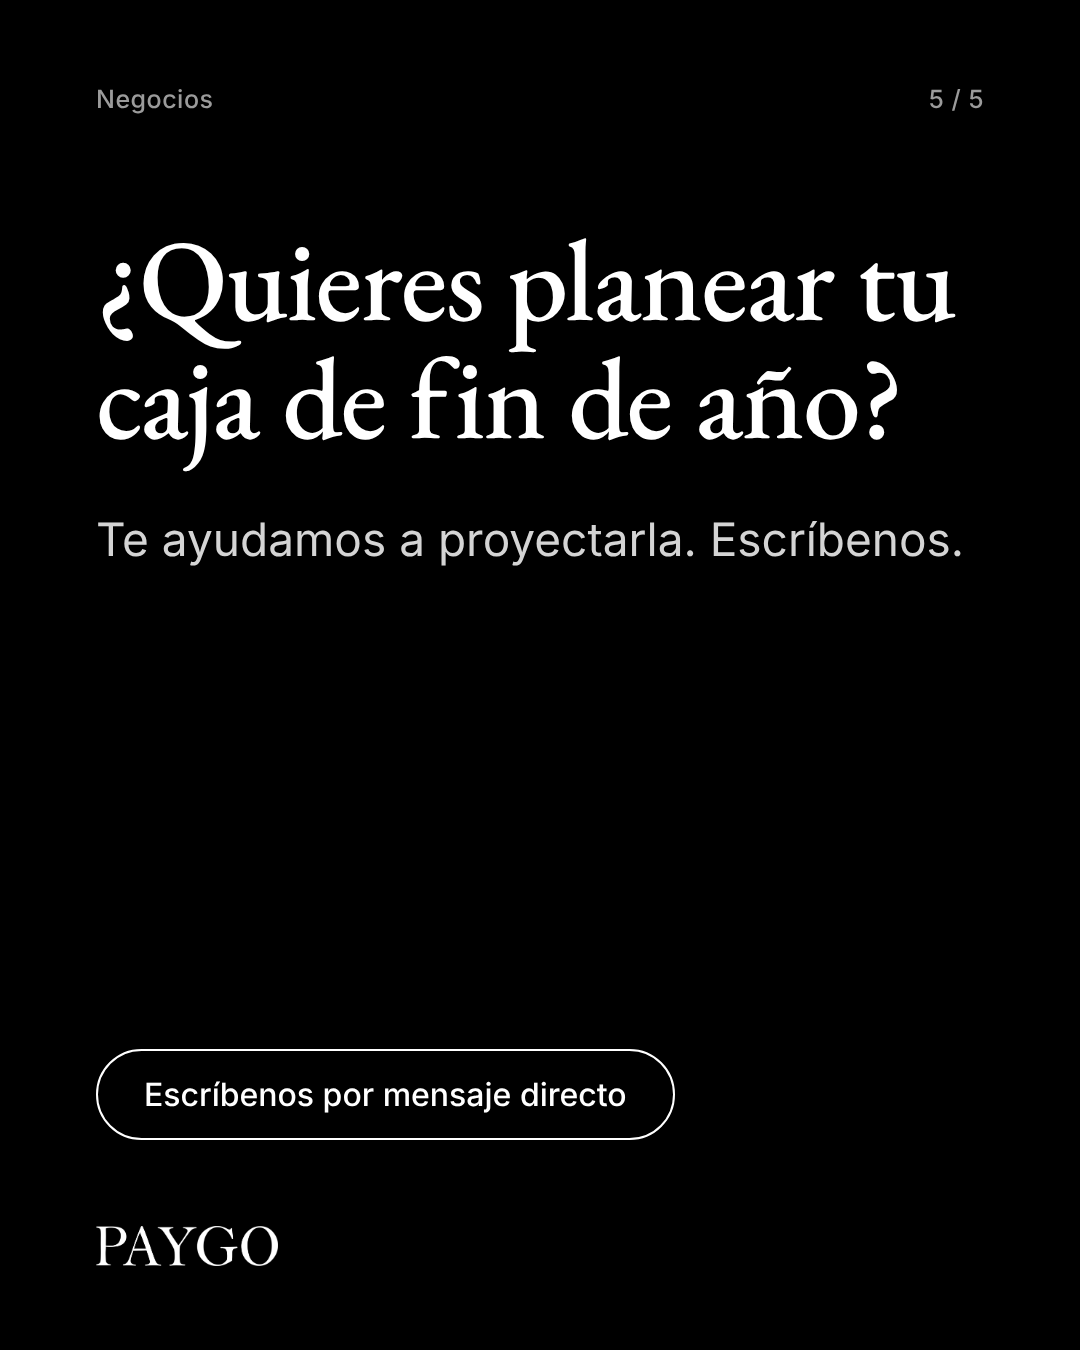 Negocios
5 / 5
¿Quieres planear tu
caja de fin de año?
Te ayudamos a proyectarla. Escríbenos.
Escríbenos por mensaje directo
PAYGO